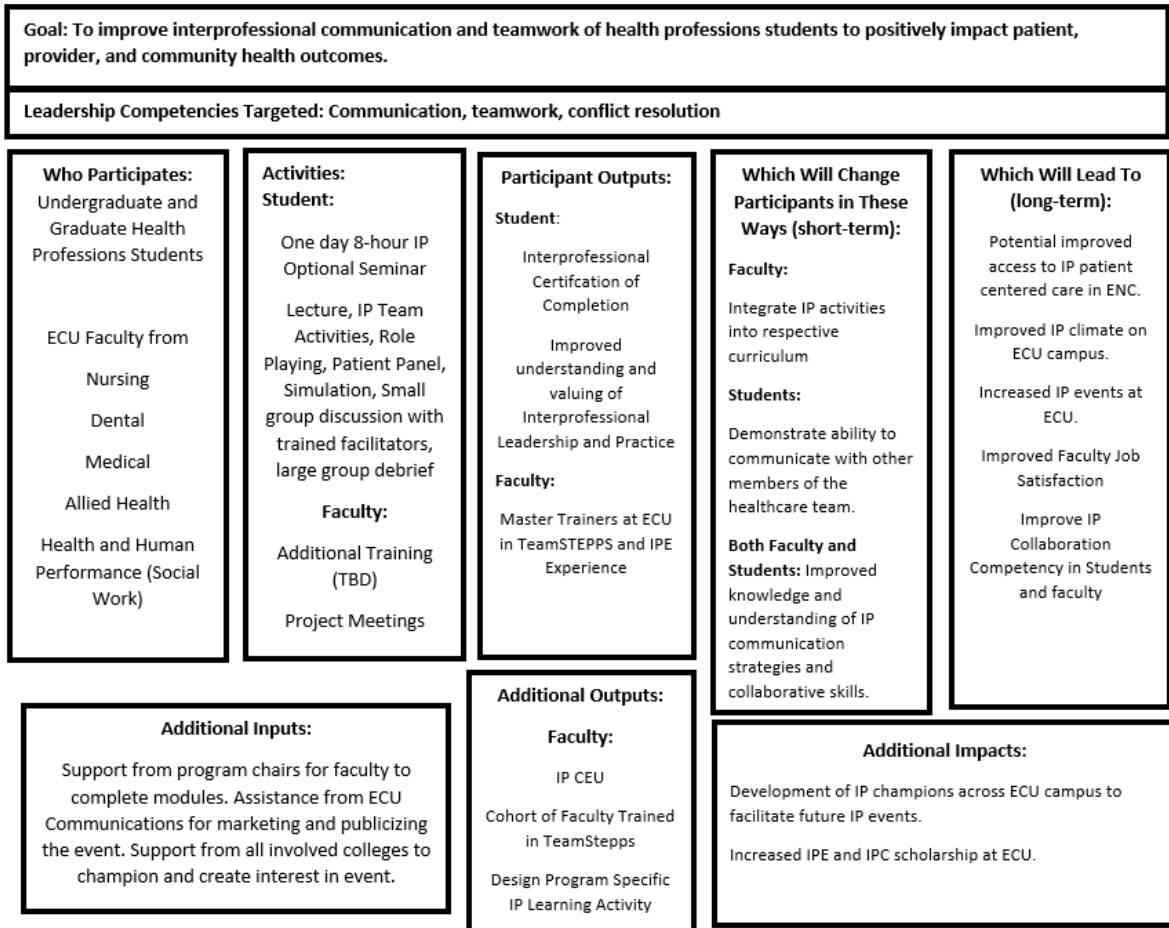 Goal: To improve interprofessional communication and teamwork of health professions students to positively impact patient,
provider, and community health outcomes.
Leadership Competencies Targeted: Communication, teamwork, conflict resolution
Who Participates:
Undergraduate and
Graduate Health
Professions Students
ECU Faculty from
Nursing
Dental
Medical
Allied Health
Health and Human
Performance (Social
Work)
Activities:
Student:
One day 8-hour IP
Optional Seminar
Lecture, IP Team
Activities, Role
Playing, Patient Panel,
Simulation, Small
group discussion with
trained facilitators,
large group debrief
Faculty:
Additional Training
(TBD)
Project Meetings
Participant Outputs:
Student:
Interprofessional
Certifcation of
Completion
Improved
understanding and
valuing of
Interprofessional
Leadership and Practice
Faculty:
Master Trainers at ECU
in TeamSTEPPS and IPE
Experience
Which Will Change
Participants in These
Ways (short-term):
Faculty:
Integrate IP activities
into respective
curriculum
Students:
Demonstrate ability to
communicate with other
members of the
healthcare team.
Both Faculty and
Students: Improved
knowledge and
understanding of IP
communication
strategies and
collaborative skills.
Which Will Lead To
(long-term):
Potential improved
access to IP patient
centered care in ENC.
Improved IP climate on
ECU campus.
Increased IP events at
ECU.
Improved Faculty Job
Satisfaction
Improve IP
Collaboration
Competency in Students
and faculty
Additional Inputs:
Support from program chairs for faculty to
complete modules. Assistance from ECU
Communications for marketing and publicizing
the event. Support from all involved colleges to
champion and create interest in event.
Additional Outputs:
Faculty:
IP CEU
Cohort of Faculty Trained
in TeamStepps
Design Program Specific
IP Learning Activity
Additional Impacts:
Development of IP champions across ECU campus to
facilitate future IP events.
Increased IPE and IPC scholarship at ECU.